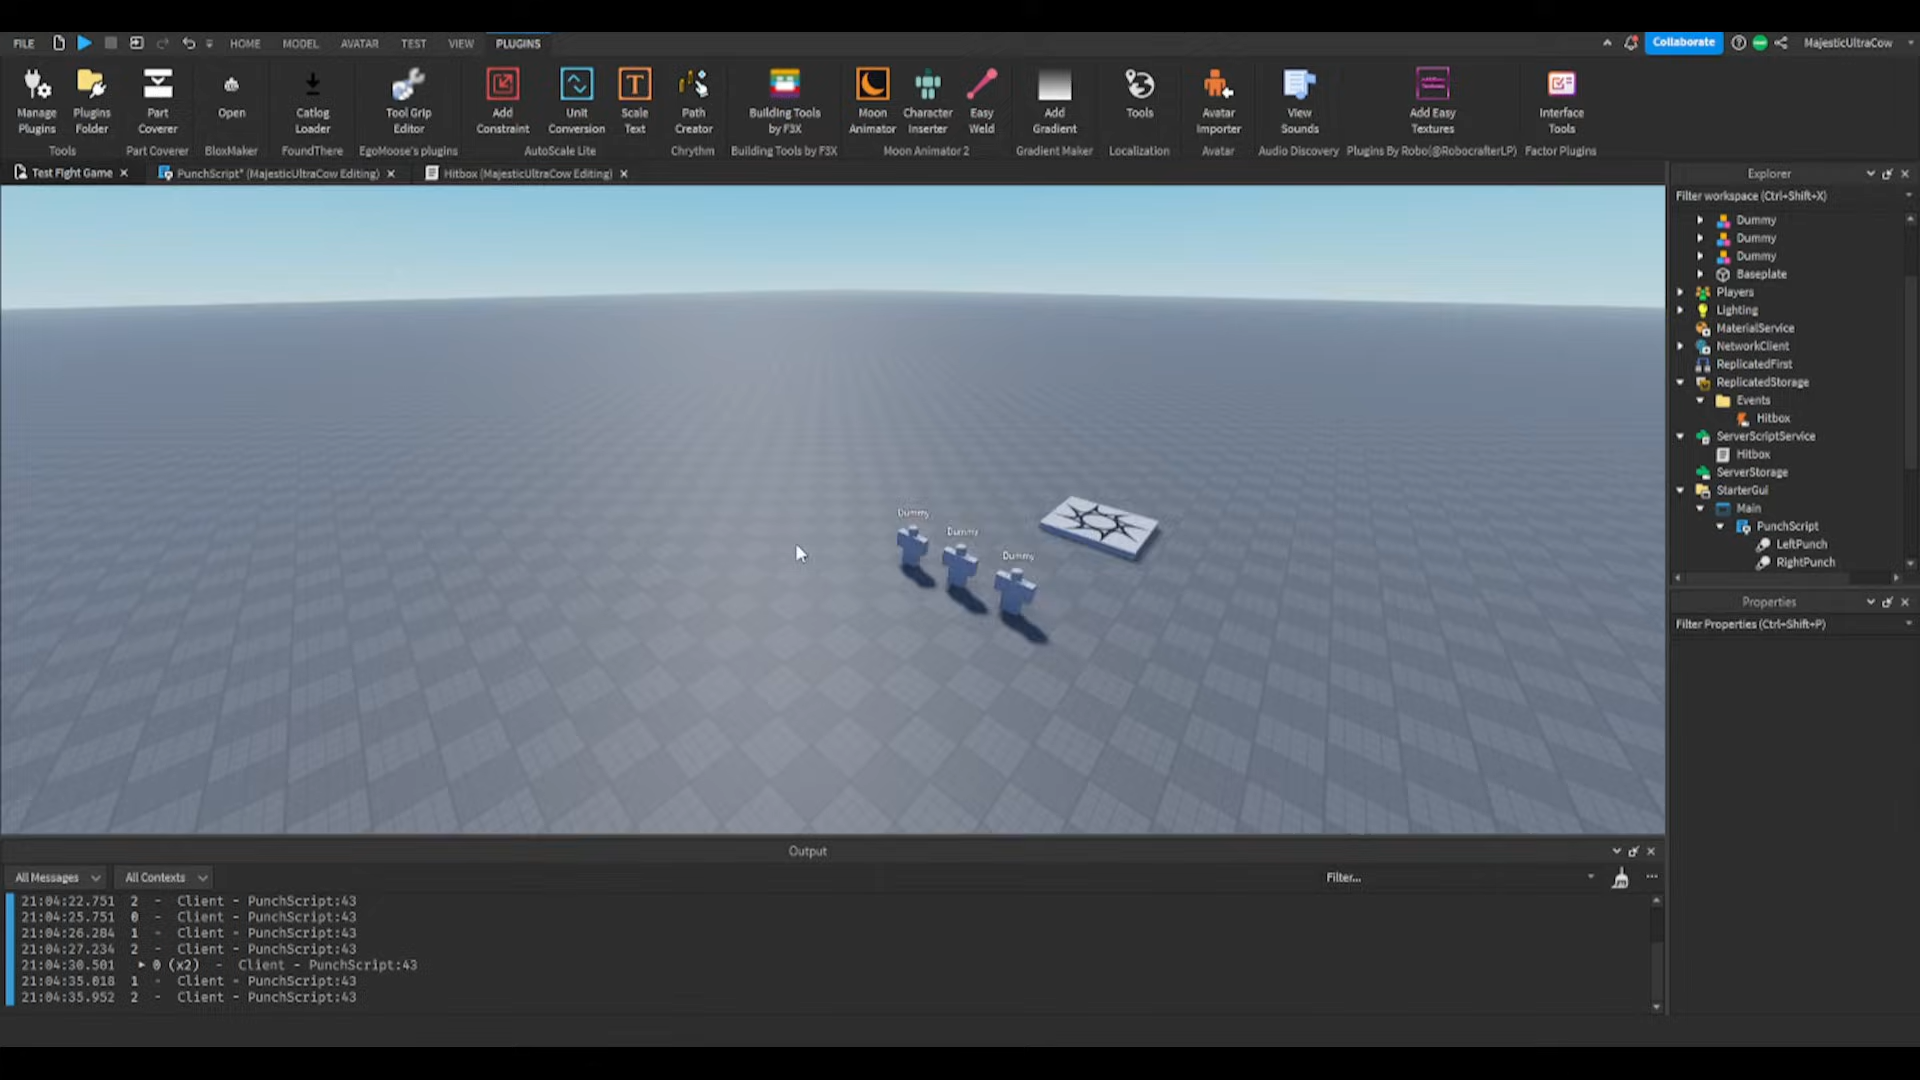 FILE HOME MODEL AVATAR TEST VIEW PLUGINS Collaborate MajesticUltraCow
Manage Plugins Plugins Folder Part Coverer Open Catlog Loader Tool Grip Editor Add Constraint Unit Conversion Scale Text Path Creator Building Tools by F3X Moon Animator Character Inserter Easy Weld Add Gradient Tools Avatar Importer View Sounds Add Easy Textures Interface Tools
Tools Part Coverer BloxMaker FoundThere EgoMoose's plugins AutoScale Lite Chrythm Building Tools by F3X Moon Animator 2 Gradient Maker Localization Avatar Audio Discovery Plugins By Robo(@RobocrafterLP) Factor Plugins
Test Fight Game × PunchScript* (MajesticUltraCow Editing) × Hitbox (MajesticUltraCow Editing) ×
Explorer
Filter workspace (Ctrl+Shift+X)
Dummy
Dummy
Dummy
Baseplate
Players
Lighting
MaterialService
NetworkClient
ReplicatedFirst
ReplicatedStorage
Events
Hitbox
ServerScriptService
Hitbox
ServerStorage
StarterGui
Main
PunchScript
LeftPunch
RightPunch
Properties
Filter Properties (Ctrl+Shift+P)
Dummy
Dummy
Dummy
Output
All Messages All Contexts Filter...
21:04:22.751 2 - Client - PunchScript:43
21:04:25.751 0 - Client - PunchScript:43
21:04:26.284 1 - Client - PunchScript:43
21:04:27.234 2 - Client - PunchScript:43
21:04:30.501 ▶ 0 (x2) - Client - PunchScript:43
21:04:35.018 1 - Client - PunchScript:43
21:04:35.952 2 - Client - PunchScript:43